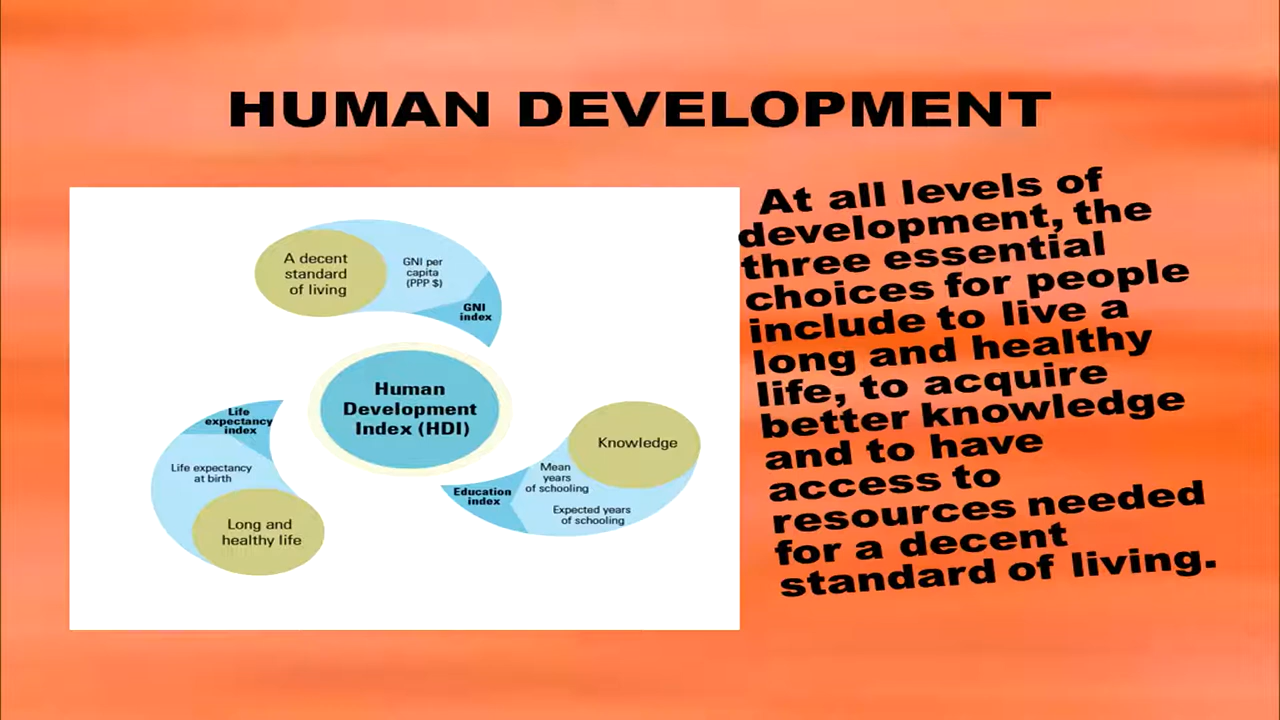 HUMAN DEVELOPMENT
A decent
standard
of living
GNI per
capita
(PPP $)
GNI
index
Human
Development
Index (HDI)
Life
expectancy
index
Life expectancy
at birth
Long and
healthy life
Knowledge
Mean
years
of schooling
Education
index
Expected years
of schooling
At all levels of
development, the
three essential
choices for people
include to live a
long and healthy
life, to acquire
better knowledge
and to have
access to
resources needed
for a decent
standard of living.